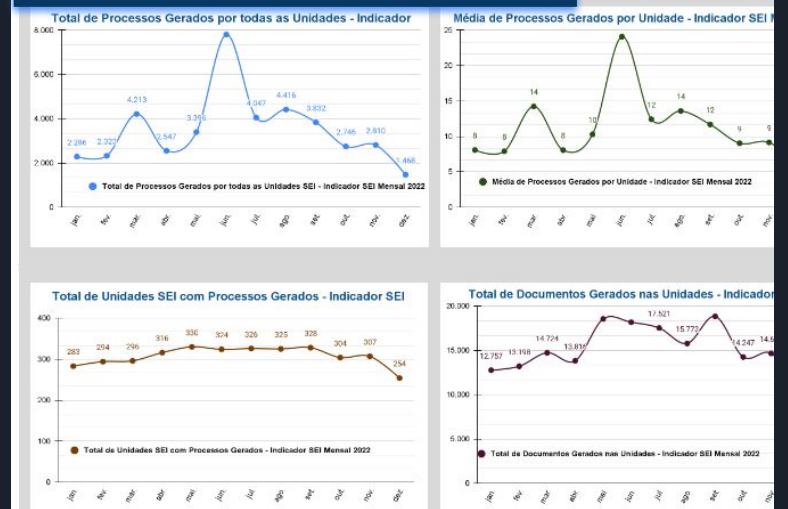 Total de Processos Gerados por todas as Unidades - Indicador
8.000
6.000
4.000
2.000
0
2.286 2.322 4.213 2.547 3.396 4.047 4.416 3.832 2.746 2.810 1.468
Total de Processos Gerados por todas as Unidades SEI - Indicador SEI Mensal 2022
jan. fev. mar. abr. mai. jun. jul. ago. set. out. nov. dez.
Média de Processos Gerados por Unidade - Indicador SEI
25
20
15
10
5
0
8 8 14 8 10 12 14 12 9 9
Média de Processos Gerados por Unidade - Indicador SEI Mensal 2022
jan. fev. mar. abr. mai. jun. jul. ago. set. out. nov.
Total de Unidades SEI com Processos Gerados - Indicador SEI
400
300
200
100
0
283 294 296 316 330 324 326 325 328 304 307 254
Total de Unidades SEI com Processos Gerados - Indicador SEI Mensal 2022
jan. fev. mar. abr. mai. jun. jul. ago. set. out. nov. dez.
Total de Documentos Gerados nas Unidades - Indicador
20.000
15.000
10.000
5.000
0
12.757 13.198 14.724 13.816 17.521 15.772 14.247 14.6
Total de Documentos Gerados nas Unidades - Indicador SEI Mensal 2022
jan. fev. mar. abr. mai. jun. jul. ago. set. out. nov.